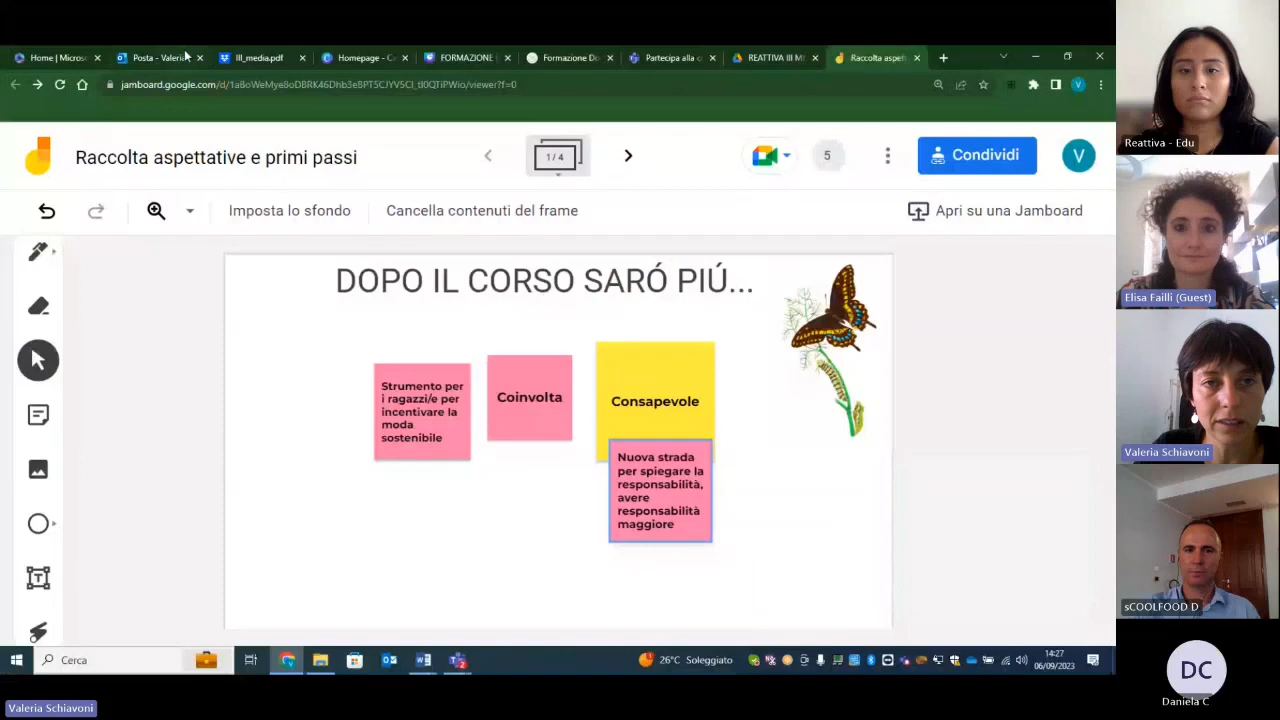 Home | Micros
Posta - Valeria
III_media.pdf
Homepage - Ca
FORMAZIONE
Formazione Do
Partecipa alla c
REATTIVA III M
Raccolta aspett
Raccolta aspettative e primi passi
1 / 4
5
Condividi
V
Imposta lo sfondo
Cancella contenuti del frame
Apri su una Jamboard
DOPO IL CORSO SARÓ PIÚ...
Strumento per
i ragazzi/e per
incentivare la
moda
sostenibile
Coinvolta
Consapevole
Nuova strada
per spiegare la
responsabilità,
avere
responsabilità
maggiore
Cerca
26°C Soleggiato
14:27
06/09/2023
Reattiva - Edu
Elisa Failli (Guest)
Valeria Schiavoni
sCOOLFOOD D
DC
Daniela C
Valeria Schiavoni